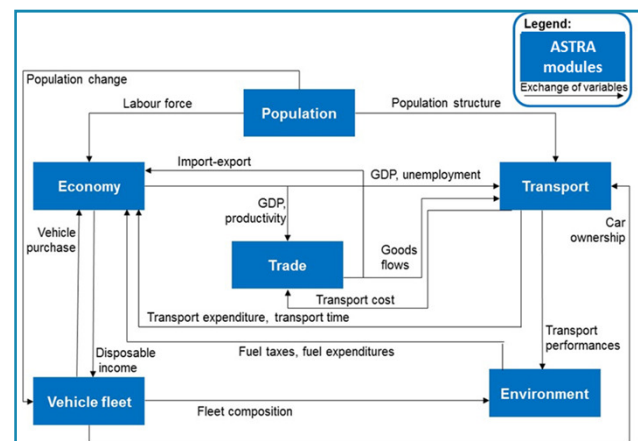 Legend:
ASTRA
modules
Exchange of variables
Population change
Labour force
Population
Population structure
Import-export
Economy
GDP, unemployment
Transport
Vehicle
purchase
GDP,
productivity
Goods
flows
Car
ownership
Trade
Transport cost
Transport expenditure, transport time
Transport
performances
Disposable
income
Fuel taxes, fuel expenditures
Vehicle fleet
Fleet composition
Environment